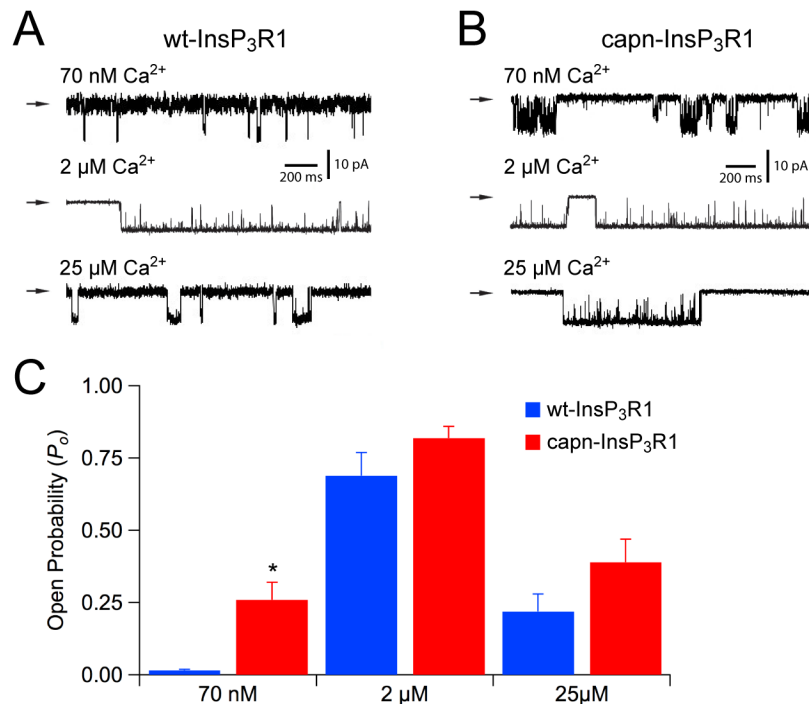 A
wt-InsP₃R1
70 nM Ca²⁺
2 µM Ca²⁺
200 ms
10 pA
25 µM Ca²⁺
B
capn-InsP₃R1
70 nM Ca²⁺
2 µM Ca²⁺
200 ms
10 pA
25 µM Ca²⁺
C
Open Probability (Pₒ)
1.00
0.75
0.50
0.25
0.00
wt-InsP₃R1
capn-InsP₃R1
*
70 nM
2 µM
25µM